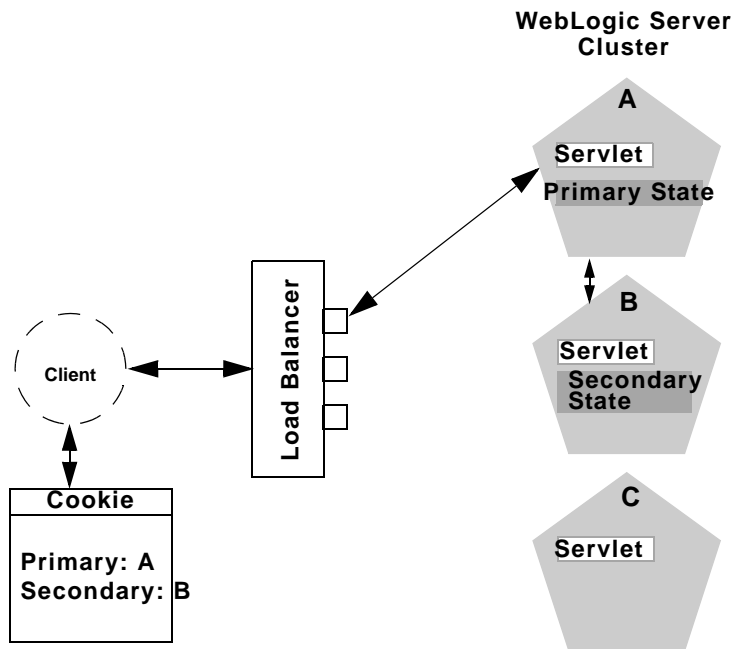 WebLogic Server
Cluster
A
Servlet
Primary State
B
Servlet
Secondary
State
C
Servlet
Load Balancer
Client
Cookie
Primary: A
Secondary: B